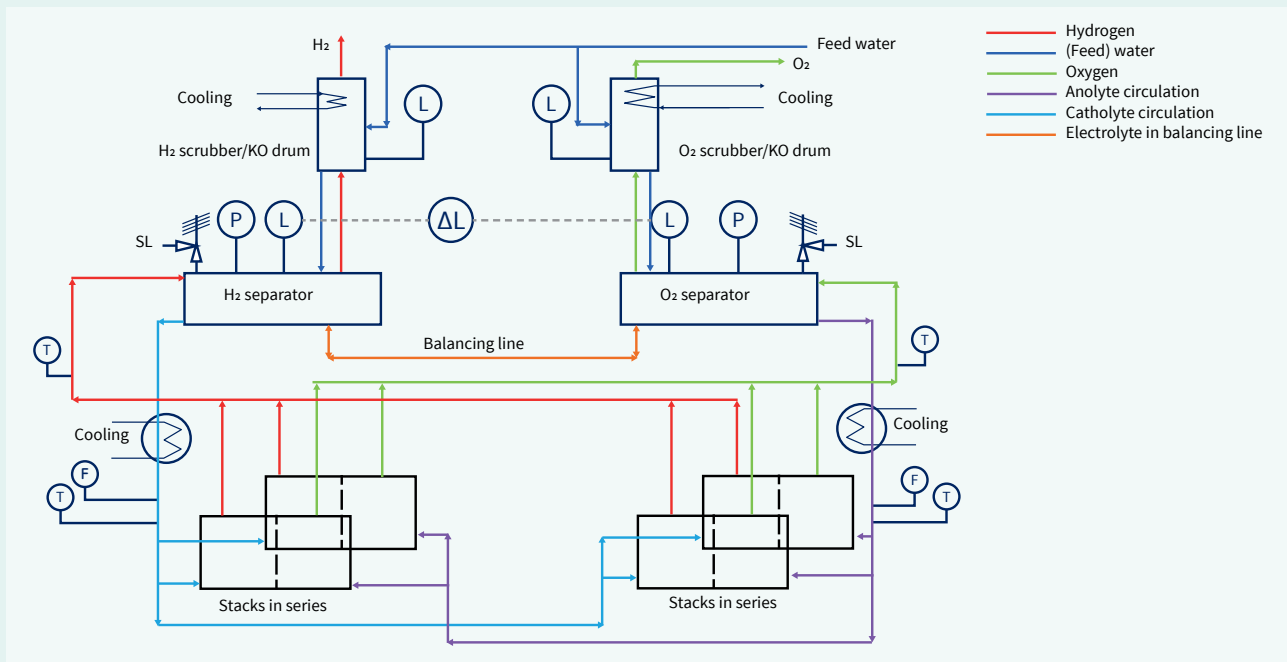 H₂
Feed water
O₂
Cooling
L
L
Cooling
H₂ scrubber/KO drum
O₂ scrubber/KO drum
SL
P
L
ΔL
L
P
SL
H₂ separator
O₂ separator
T
Balancing line
T
Cooling
Cooling
F
T
F
T
Stacks in series
Stacks in series
Hydrogen
(Feed) water
Oxygen
Anolyte circulation
Catholyte circulation
Electrolyte in balancing line